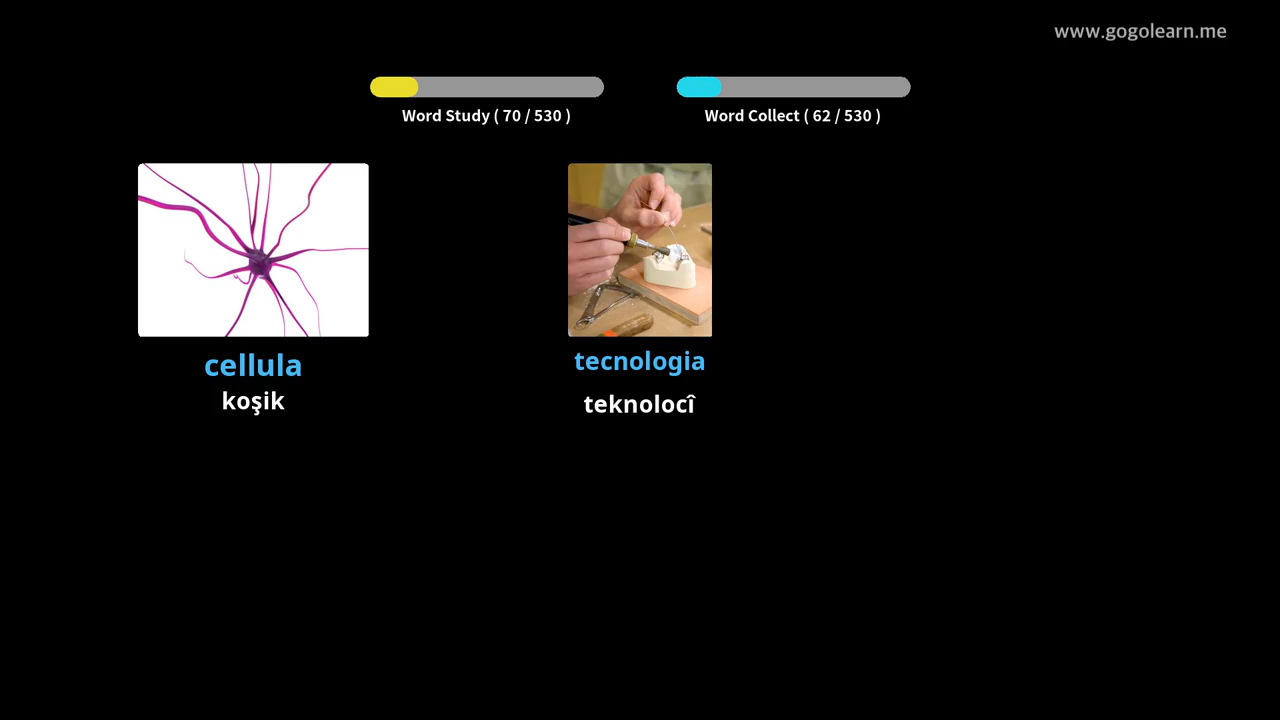 www.gogolearn.me
Word Study ( 70 / 530 )
Word Collect ( 62 / 530 )
cellula
koşik
tecnologia
teknolocî